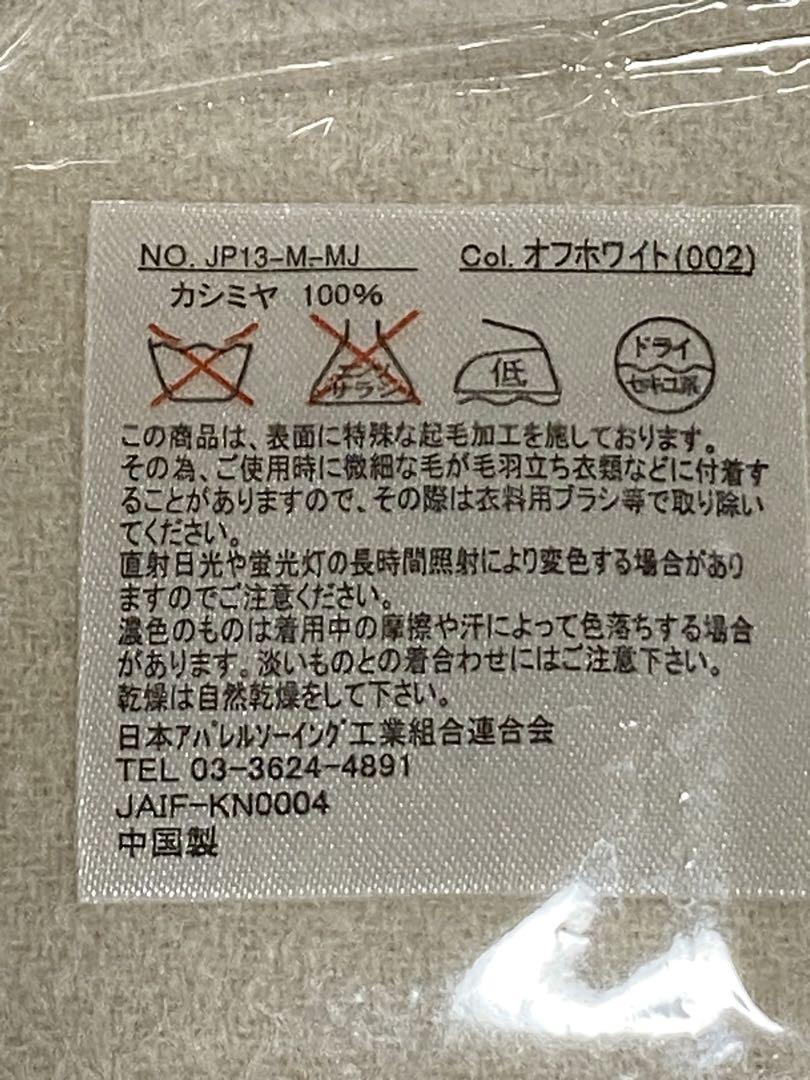 NO. JP13-M-MJ Col. オフホワイト(002)
カシミヤ 100%
エンソ サラシ 低 ドライ セキユ系
この商品は、表面に特殊な起毛加工を施しております。
その為、ご使用時に微細な毛が毛羽立ち衣類などに付着す
ることがありますので、その際は衣料用ブラシ等で取り除い
てください。
直射日光や蛍光灯の長時間照射により変色する場合があり
ますのでご注意ください。
濃色のものは着用中の摩擦や汗によって色落ちする場合
があります。淡いものとの着合わせにはご注意下さい。
乾燥は自然乾燥をして下さい。
日本アパレルソーイング工業組合連合会
TEL 03-3624-4891
JAIF-KN0004
中国製